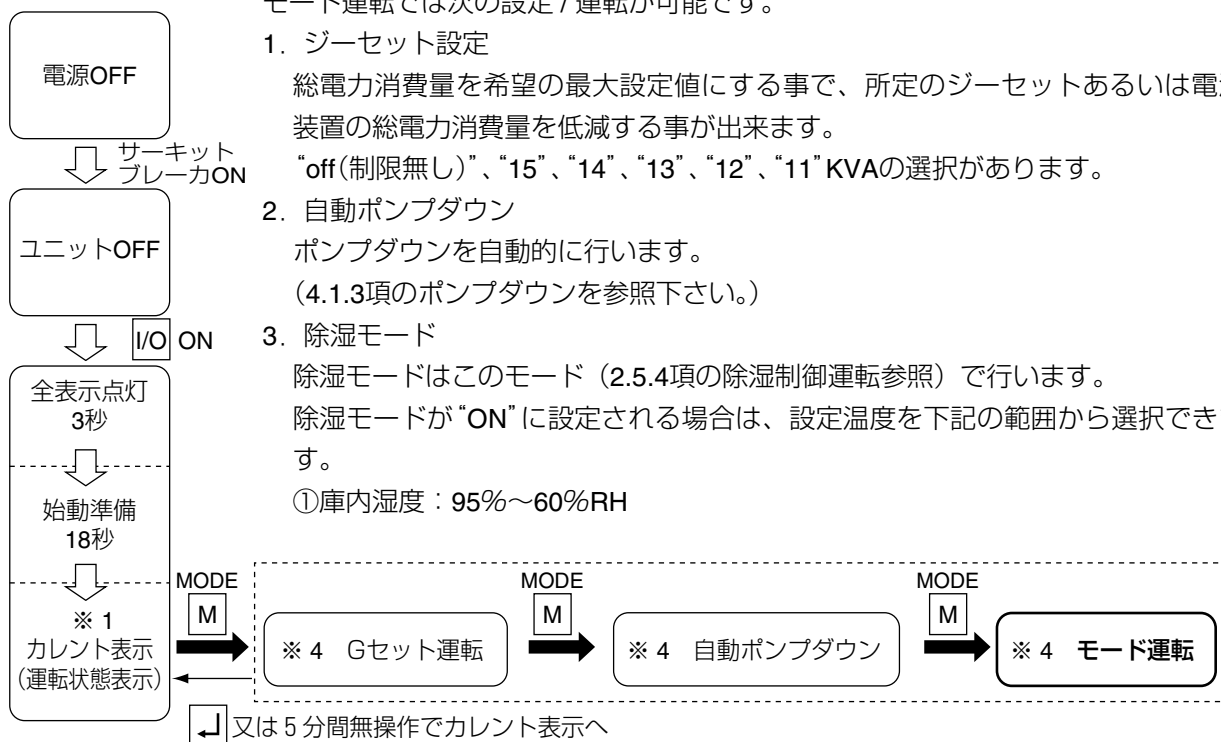 モード運転では次の設定 / 運転が可能です。
1．ジーセット設定
総電力消費量を希望の最大設定値にする事で、所定のジーセットあるいは電
装置の総電力消費量を低減する事が出来ます。
“off(制限無し)”、“15”、“14”、“13”、“12”、“11”KVAの選択があります。
2．自動ポンプダウン
ポンプダウンを自動的に行います。
（4.1.3項のポンプダウンを参照下さい。）
3．除湿モード
除湿モードはこのモード（2.5.4項の除湿制御運転参照）で行います。
除湿モードが“ON”に設定される場合は、設定温度を下記の範囲から選択でき
す。
①庫内湿度：95％～60％RH
電源OFF
サーキット
ブレーカON
ユニットOFF
I/O ON
全表示点灯
3秒
始動準備
18秒
※ 1
カレント表示
(運転状態表示)
MODE
M
※ 4 Gセット運転
MODE
M
※ 4 自動ポンプダウン
MODE
M
※ 4 モード運転
又は 5 分間無操作でカレント表示へ